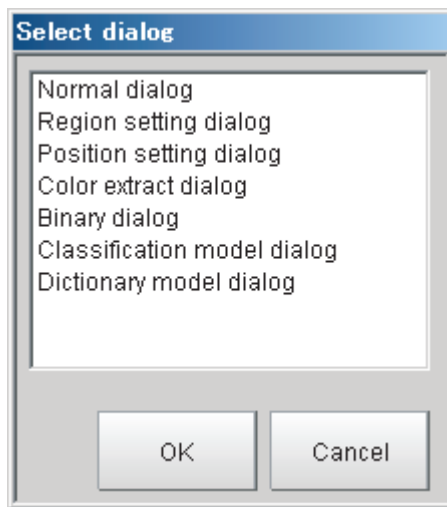 Select dialog
Normal dialog
Region setting dialog
Position setting dialog
Color extract dialog
Binary dialog
Classification model dialog
Dictionary model dialog
OK
Cancel